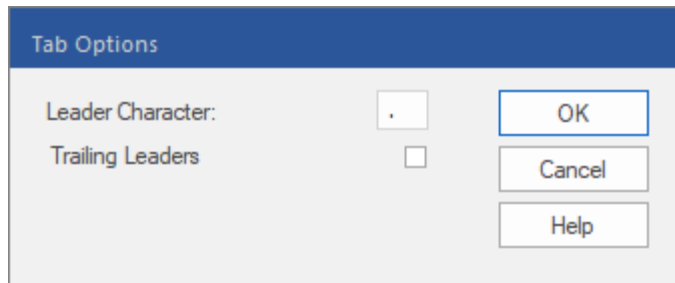 Tab Options
Leader Character: . OK
Trailing Leaders Cancel
Help